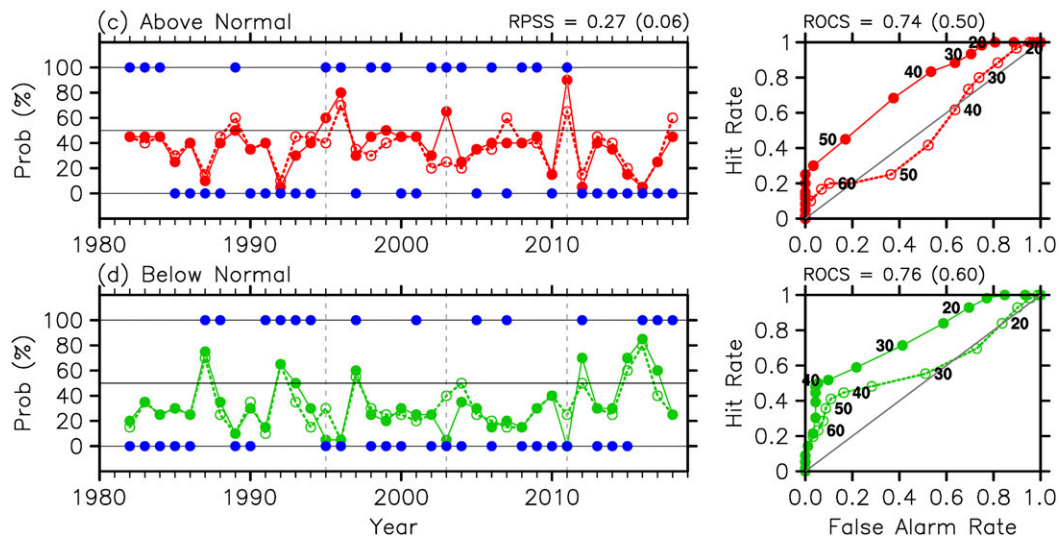 (c) Above Normal RPSS = 0.27 (0.06)
Prob (%)
100
80
60
40
20
0
1980 1990 2000 2010
ROCS = 0.74 (0.50)
Hit Rate
1
0.8
0.6
0.4
0.2
0
20
30
40
50
20
30
40
50
60
0.0 0.2 0.4 0.6 0.8 1.0
(d) Below Normal
Prob (%)
100
80
60
40
20
0
1980 1990 2000 2010
Year
ROCS = 0.76 (0.60)
Hit Rate
1
0.8
0.6
0.4
0.2
0
20
30
40
20
30
40
50
60
0.0 0.2 0.4 0.6 0.8 1.0
False Alarm Rate